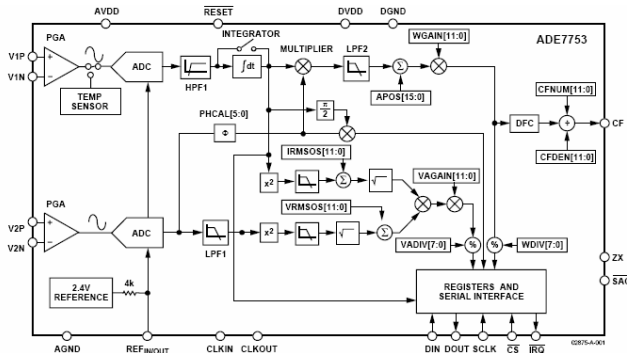 AVDD RESET DVDD DGND
INTEGRATOR WGAIN[11:0] ADE7753
PGA MULTIPLIER LPF2
V1P
V1N
ADC
HPF1
∫dt
Σ
TEMP
SENSOR
APOS[15:0]
CFNUM[11:0]
PHCAL[5:0]
Φ
π
2
DFC
CF
CFDEN[11:0]
IRMSOS[11:0]
VAGAIN[11:0]
x²
Σ
√
PGA
VRMSOS[11:0]
V2P
V2N
ADC
LPF1
x²
√
Σ
VADIV[7:0] % % WDIV[7:0]
ZX
2.4V
REFERENCE
4k
REGISTERS AND
SERIAL INTERFACE
SAG
02875-A-001
AGND REFIN/OUT CLKIN CLKOUT DIN DOUT SCLK CS IRQ